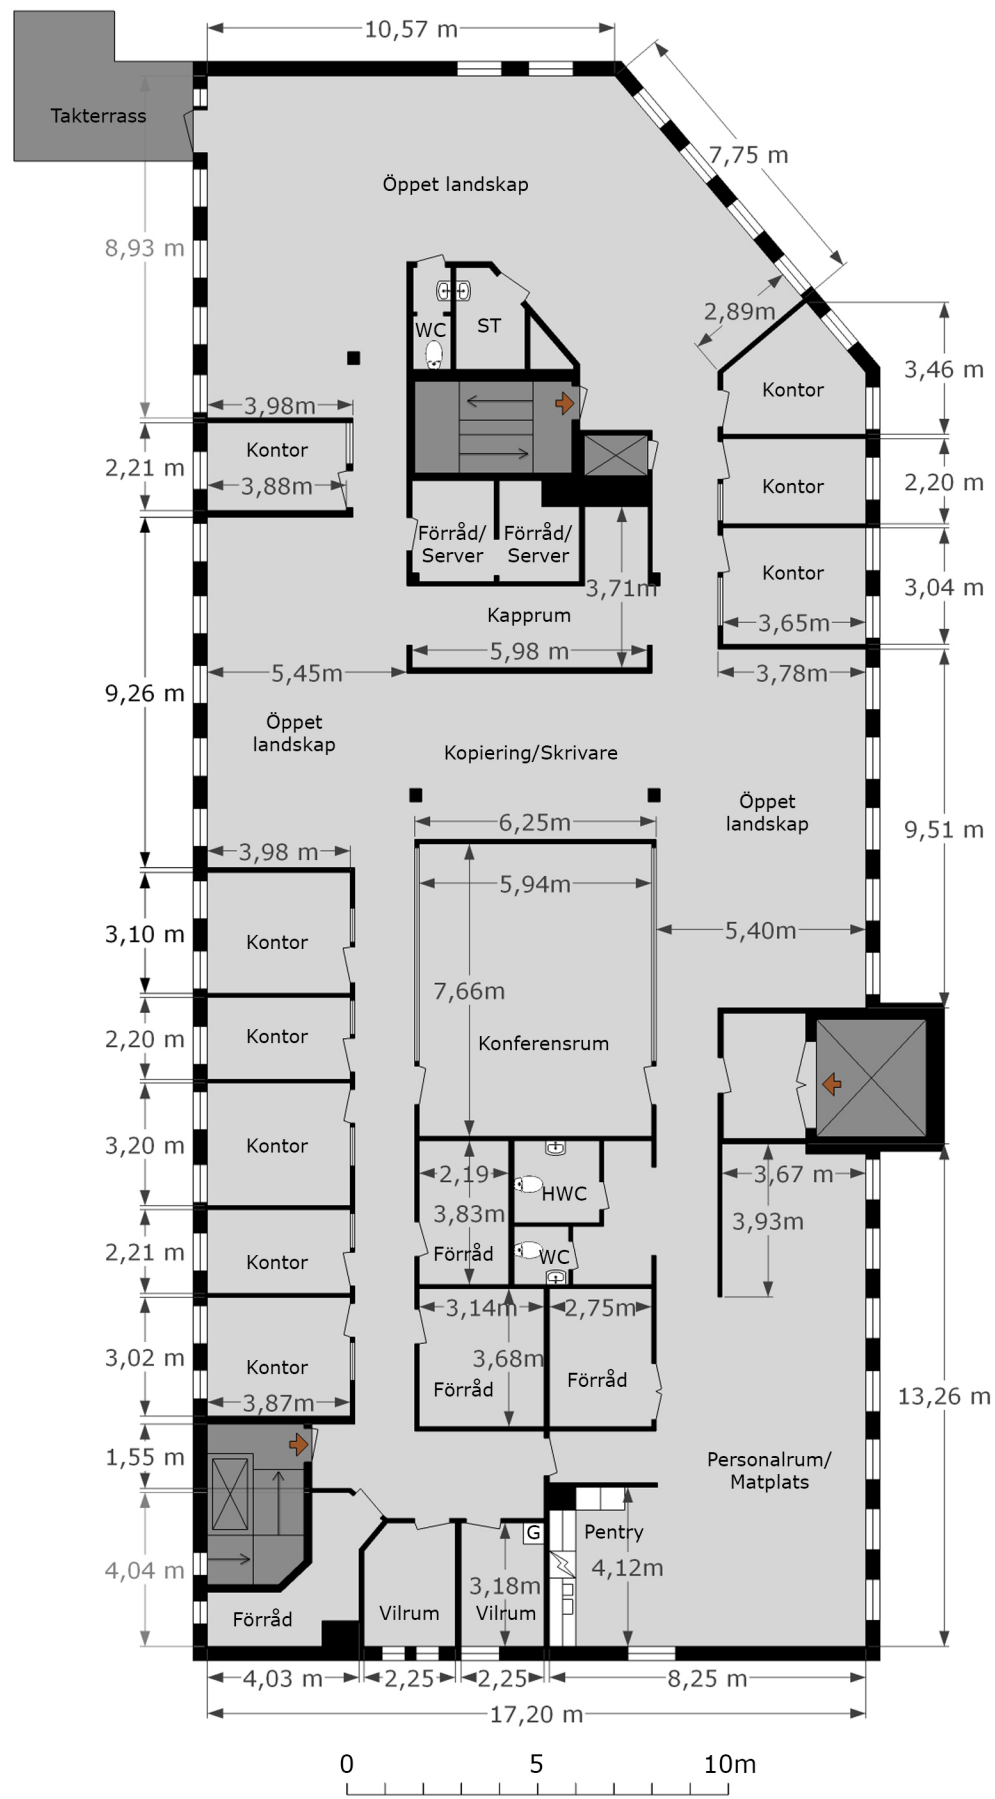 10,57 m
Takterrass
7,75 m
Öppet landskap
8,93 m
2,89m
WC
ST
3,46 m
Kontor
3,98m
Kontor
2,21 m
3,88m
Kontor
2,20 m
Förråd/
Server
Förråd/
Server
Kontor
3,04 m
3,71m
Kapprum
3,65m
5,98 m
5,45m
3,78m
9,26 m
Öppet
landskap
Kopiering/Skrivare
Öppet
landskap
9,51 m
6,25m
3,98 m
5,94m
3,10 m
Kontor
5,40m
7,66m
2,20 m
Kontor
Konferensrum
3,20 m
Kontor
2,19
HWC
3,67 m
3,83m
3,93m
2,21 m
Kontor
Förråd
WC
3,14m
2,75m
3,02 m
Kontor
3,68m
Förråd
Förråd
3,87m
13,26 m
1,55 m
Personalrum/
Matplats
G
Pentry
4,04 m
4,12m
3,18m
Förråd
Vilrum
Vilrum
4,03 m
2,25
2,25
8,25 m
17,20 m
0
5
10m